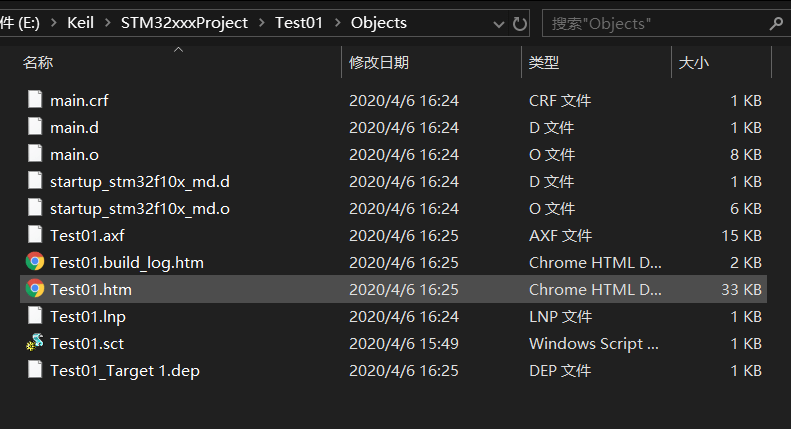 件 (E:) > Keil > STM32xxxProject > Test01 > Objects 搜索"Objects"
名称 修改日期 类型 大小
main.crf 2020/4/6 16:24 CRF 文件 1 KB
main.d 2020/4/6 16:24 D 文件 1 KB
main.o 2020/4/6 16:24 O 文件 8 KB
startup_stm32f10x_md.d 2020/4/6 16:24 D 文件 1 KB
startup_stm32f10x_md.o 2020/4/6 16:24 O 文件 6 KB
Test01.axf 2020/4/6 16:25 AXF 文件 15 KB
Test01.build_log.htm 2020/4/6 16:25 Chrome HTML D... 2 KB
Test01.htm 2020/4/6 16:25 Chrome HTML D... 33 KB
Test01.lnp 2020/4/6 16:24 LNP 文件 1 KB
Test01.sct 2020/4/6 15:49 Windows Script ... 1 KB
Test01_Target 1.dep 2020/4/6 16:25 DEP 文件 1 KB